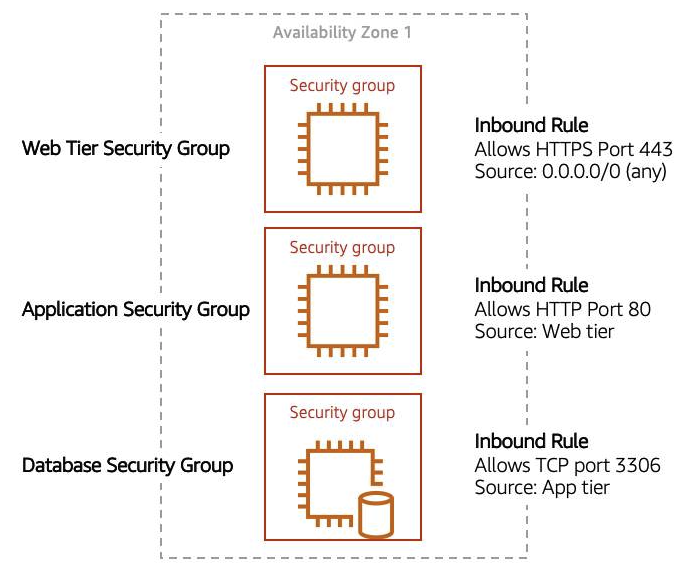 Availability Zone 1
Security group
Web Tier Security Group
Inbound Rule
Allows HTTPS Port 443
Source: 0.0.0.0/0 (any)
Security group
Application Security Group
Inbound Rule
Allows HTTP Port 80
Source: Web tier
Security group
Database Security Group
Inbound Rule
Allows TCP port 3306
Source: App tier